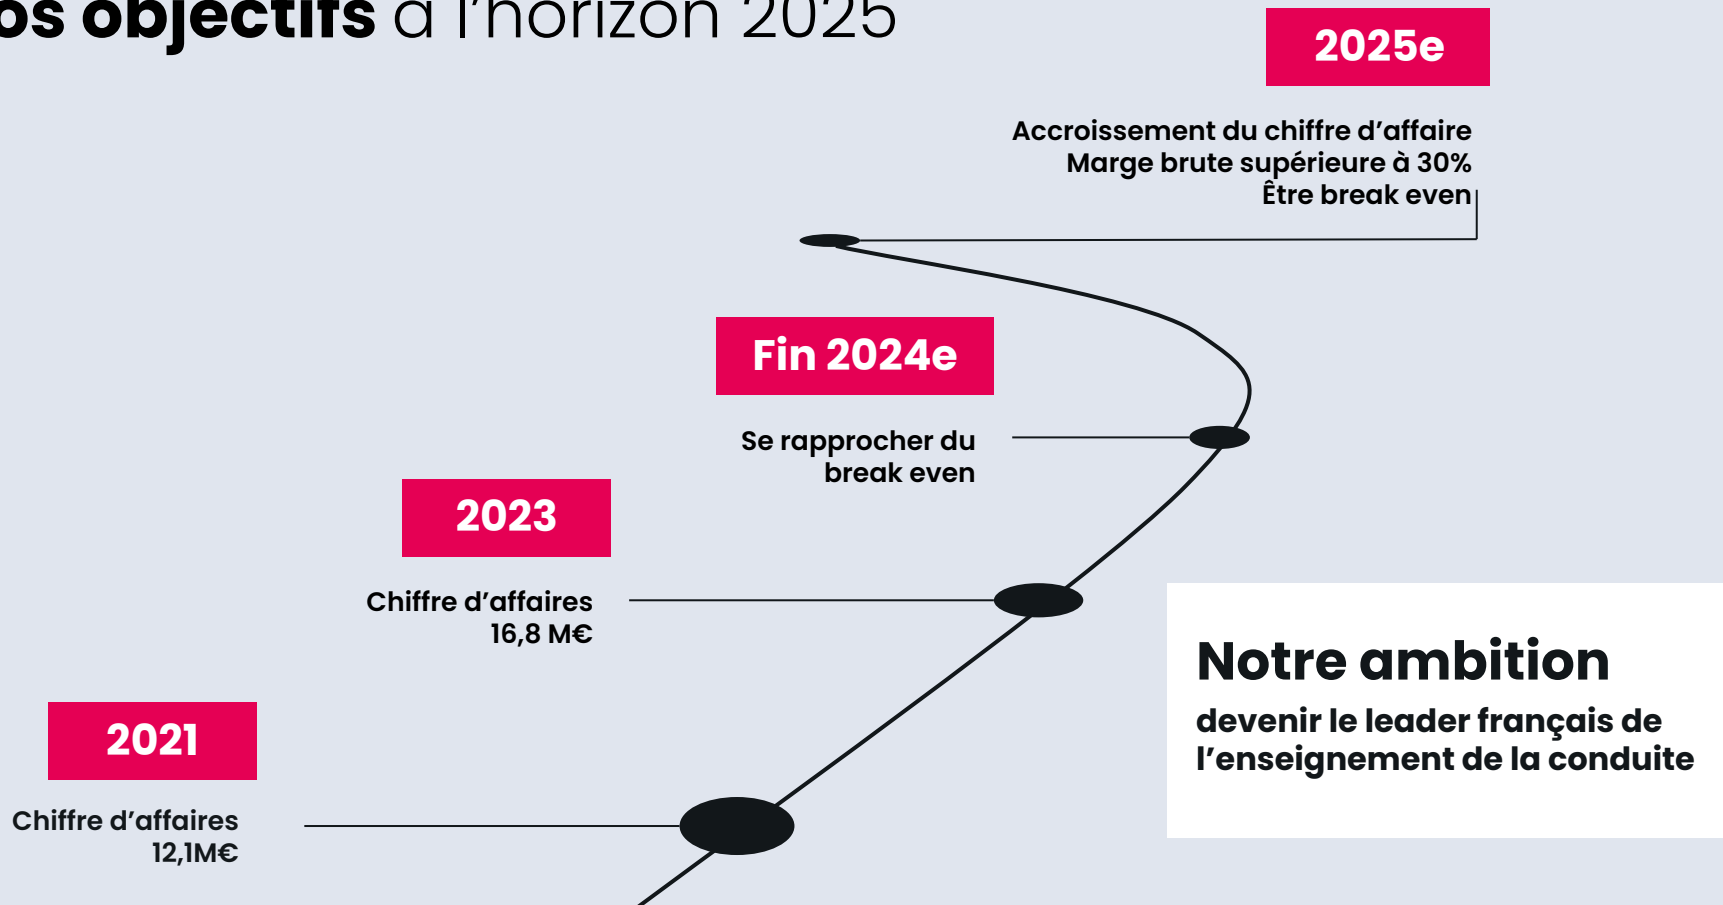 os objectifs à l’horizon 2025
2025e
Accroissement du chiffre d’affaire
Marge brute supérieure à 30%
Être break even
Fin 2024e
Se rapprocher du
break even
2023
Chiffre d’affaires
16,8 M€
2021
Chiffre d’affaires
12,1M€
Notre ambition
devenir le leader français de
l’enseignement de la conduite